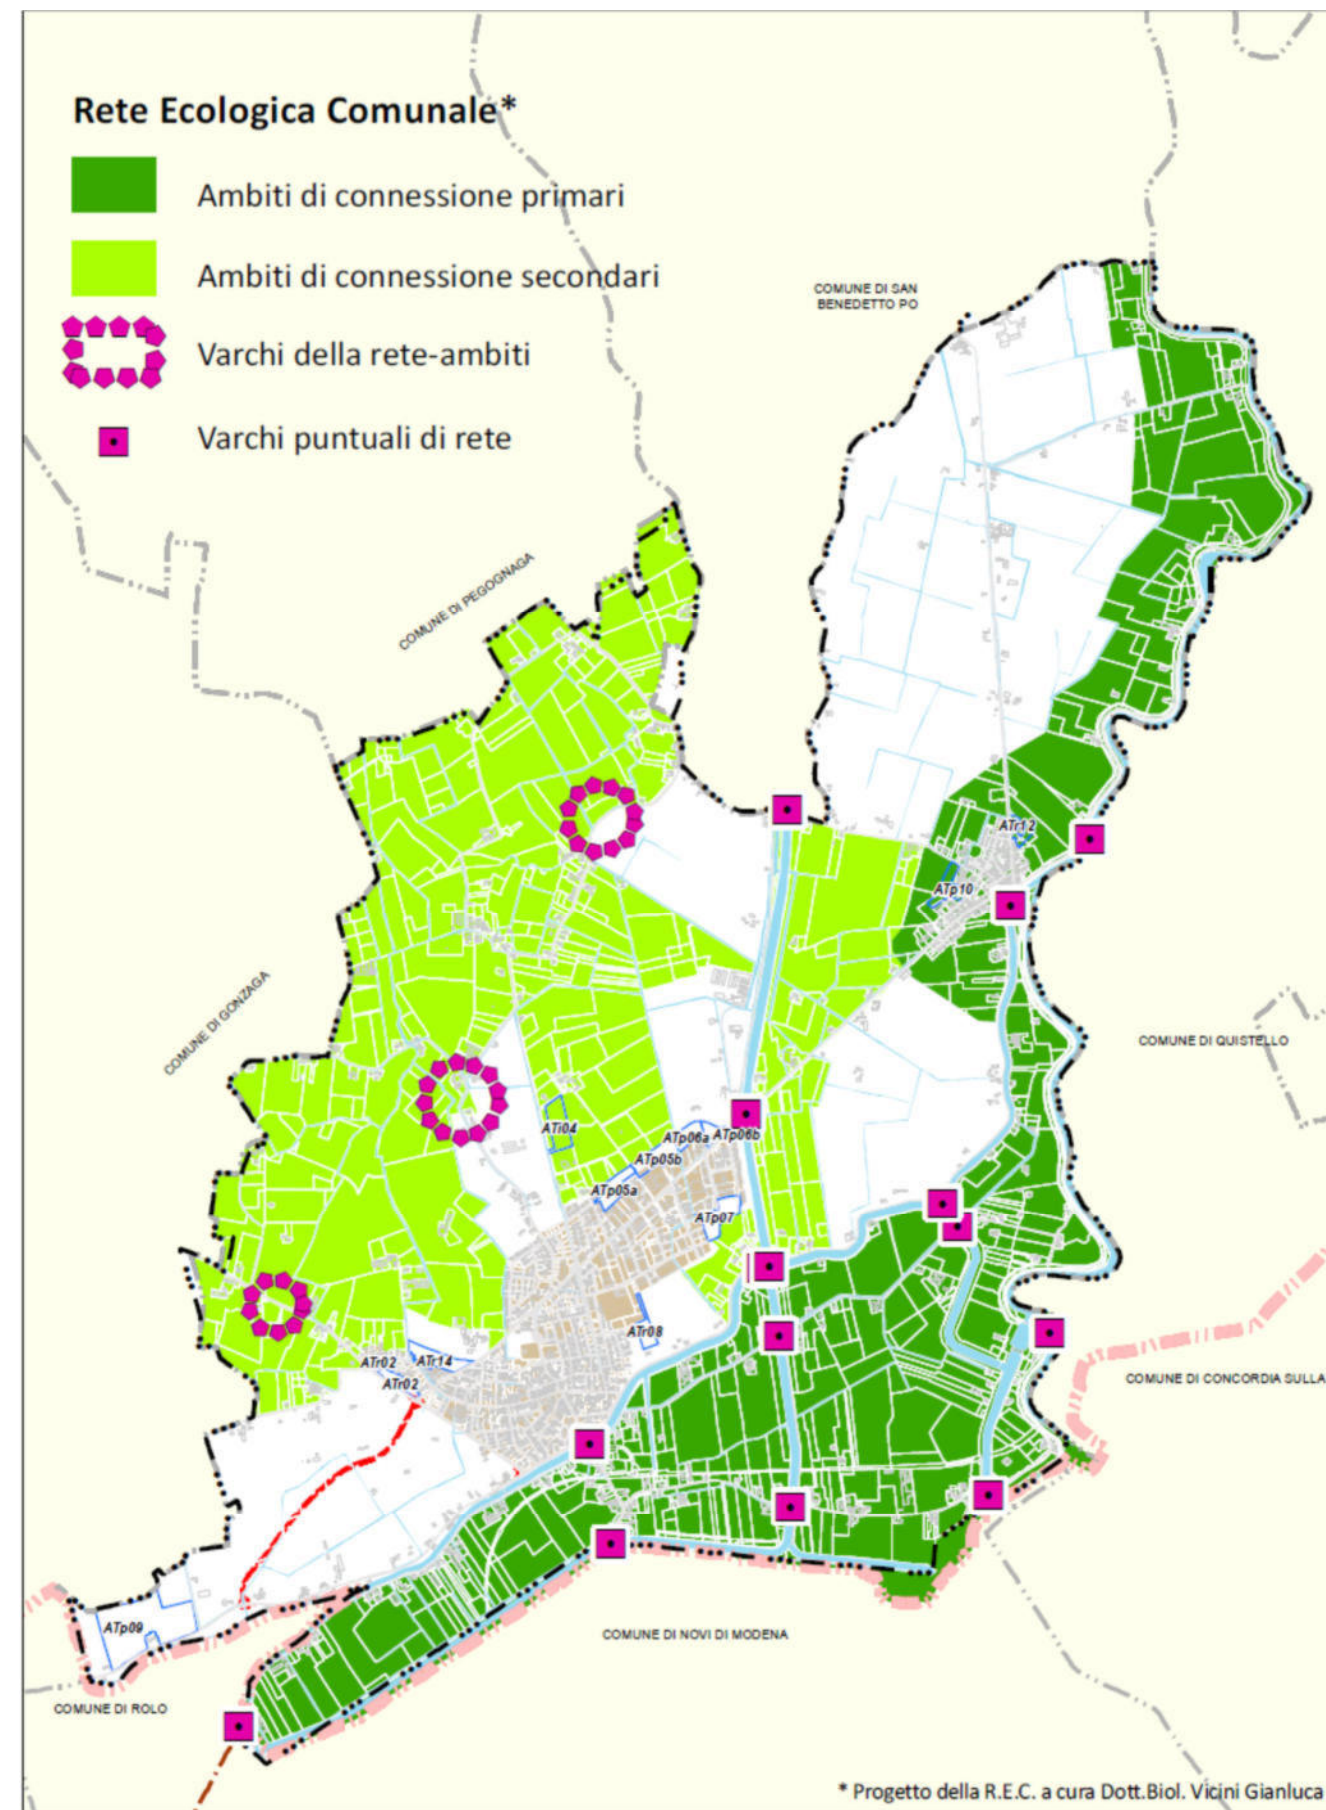 Rete Ecologica Comunale*
Ambiti di connessione primari
Ambiti di connessione secondari
Varchi della rete-ambiti
Varchi puntuali di rete
COMUNE DI SAN
BENEDETTO PO
COMUNE DI PEGOGNAGA
COMUNE DI GONZAGA
ATr12
ATp10
COMUNE DI QUISTELLO
ATi04
ATp06a
ATp06b
ATp05b
ATp05a
ATp07
ATr08
ATr02
ATr14
ATr02
COMUNE DI CONCORDIA SULLA
ATp09
COMUNE DI NOVI DI MODENA
COMUNE DI ROLO
* Progetto della R.E.C. a cura Dott.Biol. Vicini Gianluca